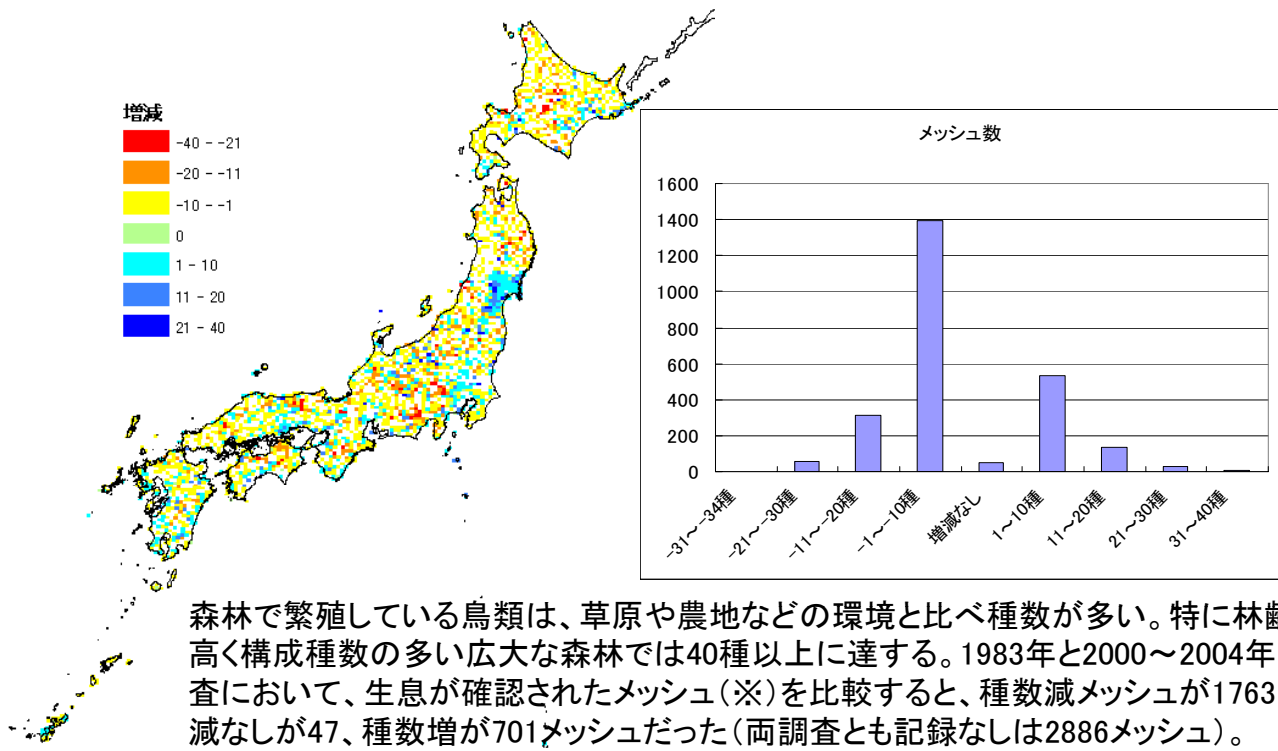 増減
-40 - -21
-20 - -11
-10 - -1
0
1 - 10
11 - 20
21 - 40
メッシュ数
1600
1400
1200
1000
800
600
400
200
0
-31～-34種
-21～-30種
-11～-20種
-1～-10種
増減なし
1～10種
11～20種
21～30種
31～40種
森林で繁殖している鳥類は、草原や農地などの環境と比べ種数が多い。特に林齢
高く構成種数の多い広大な森林では40種以上に達する。1983年と2000～2004年
査において、生息が確認されたメッシュ（※）を比較すると、種数減メッシュが1763
減なしが47、種数増が701メッシュだった（両調査とも記録なしは2886メッシュ）。